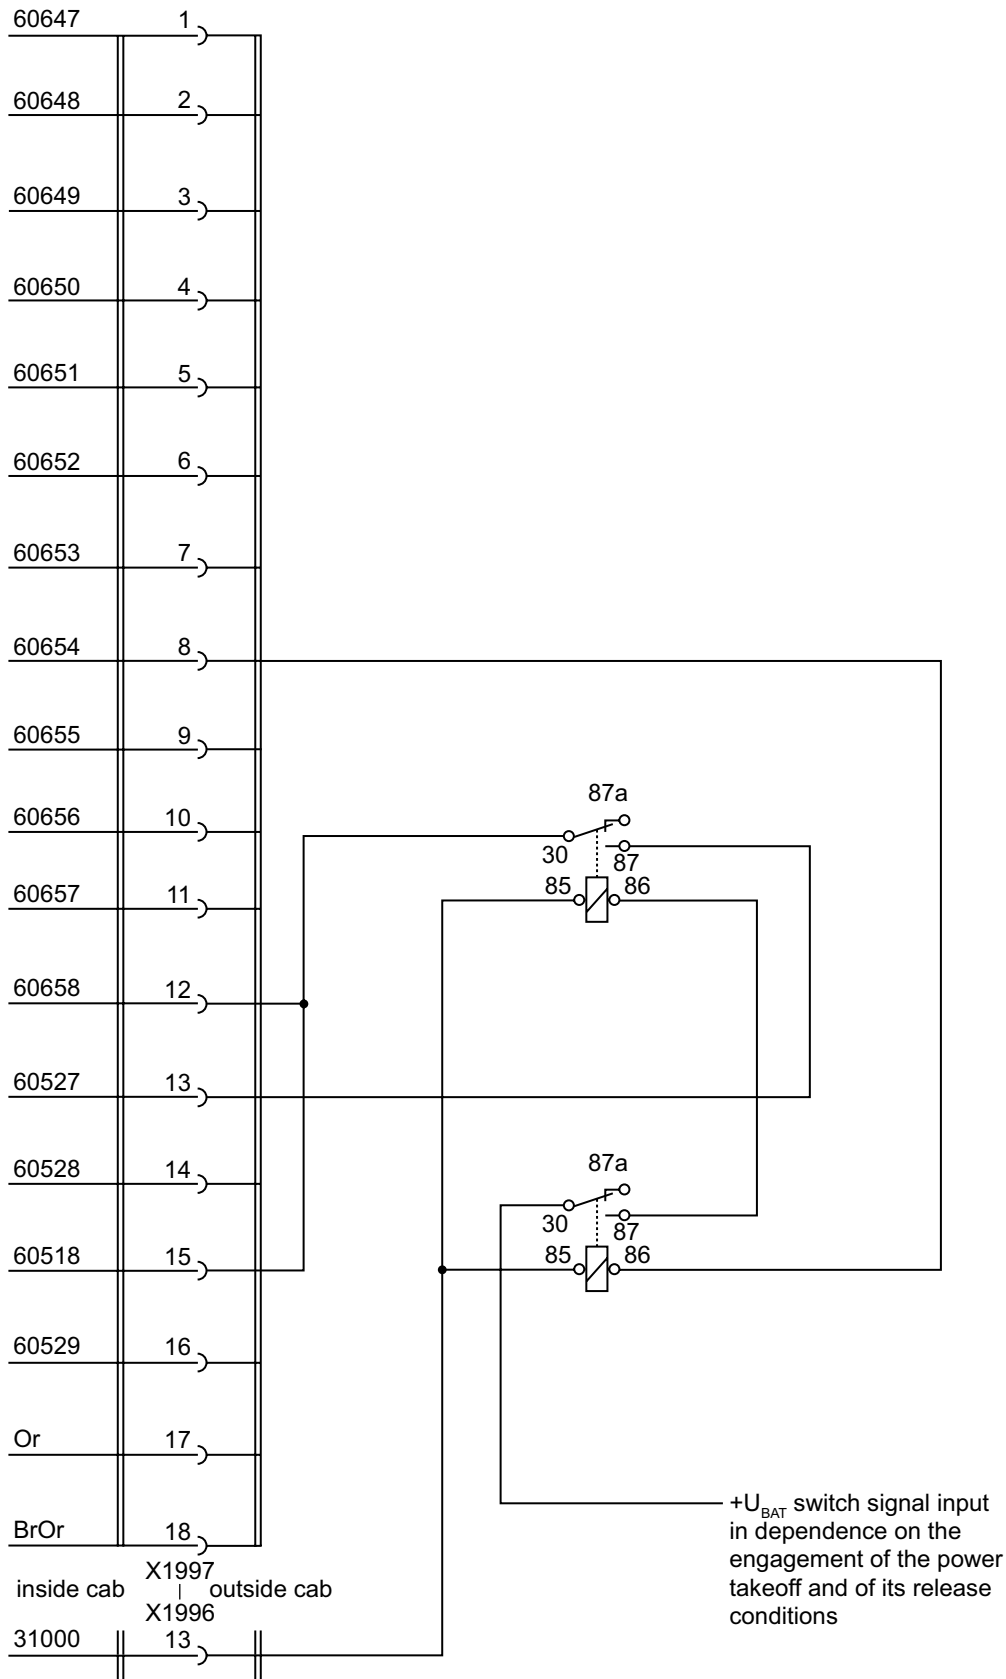 60647 1
60648 2
60649 3
60650 4
60651 5
60652 6
60653 7
60654 8
60655 9
87a
60656 10
30 87
60657 11 85 86
60658 12
60527 13
87a
60528 14
30 87
60518 15 85 86
60529 16
Or 17
+UBAT switch signal input
BrOr 18
in dependence on the
engagement of the power
X1997
inside cab | outside cab
takeoff and of its release
X1996
conditions
31000 13